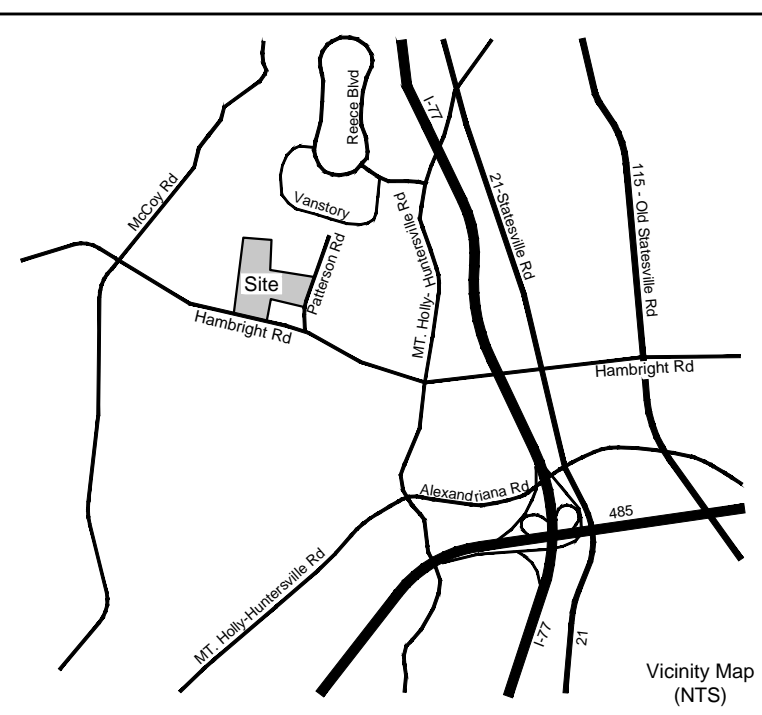 Reece Blvd
I-77
McCoy Rd
21-Statesville Rd
115 - Old Statesville Rd
Vanstory
MT. Holly- Huntersville Rd
Patterson Rd
Site
Hambright Rd
Hambright Rd
Alexandriana Rd
485
MT. Holly-Huntersville Rd
I-77
21
Vicinity Map
(NTS)